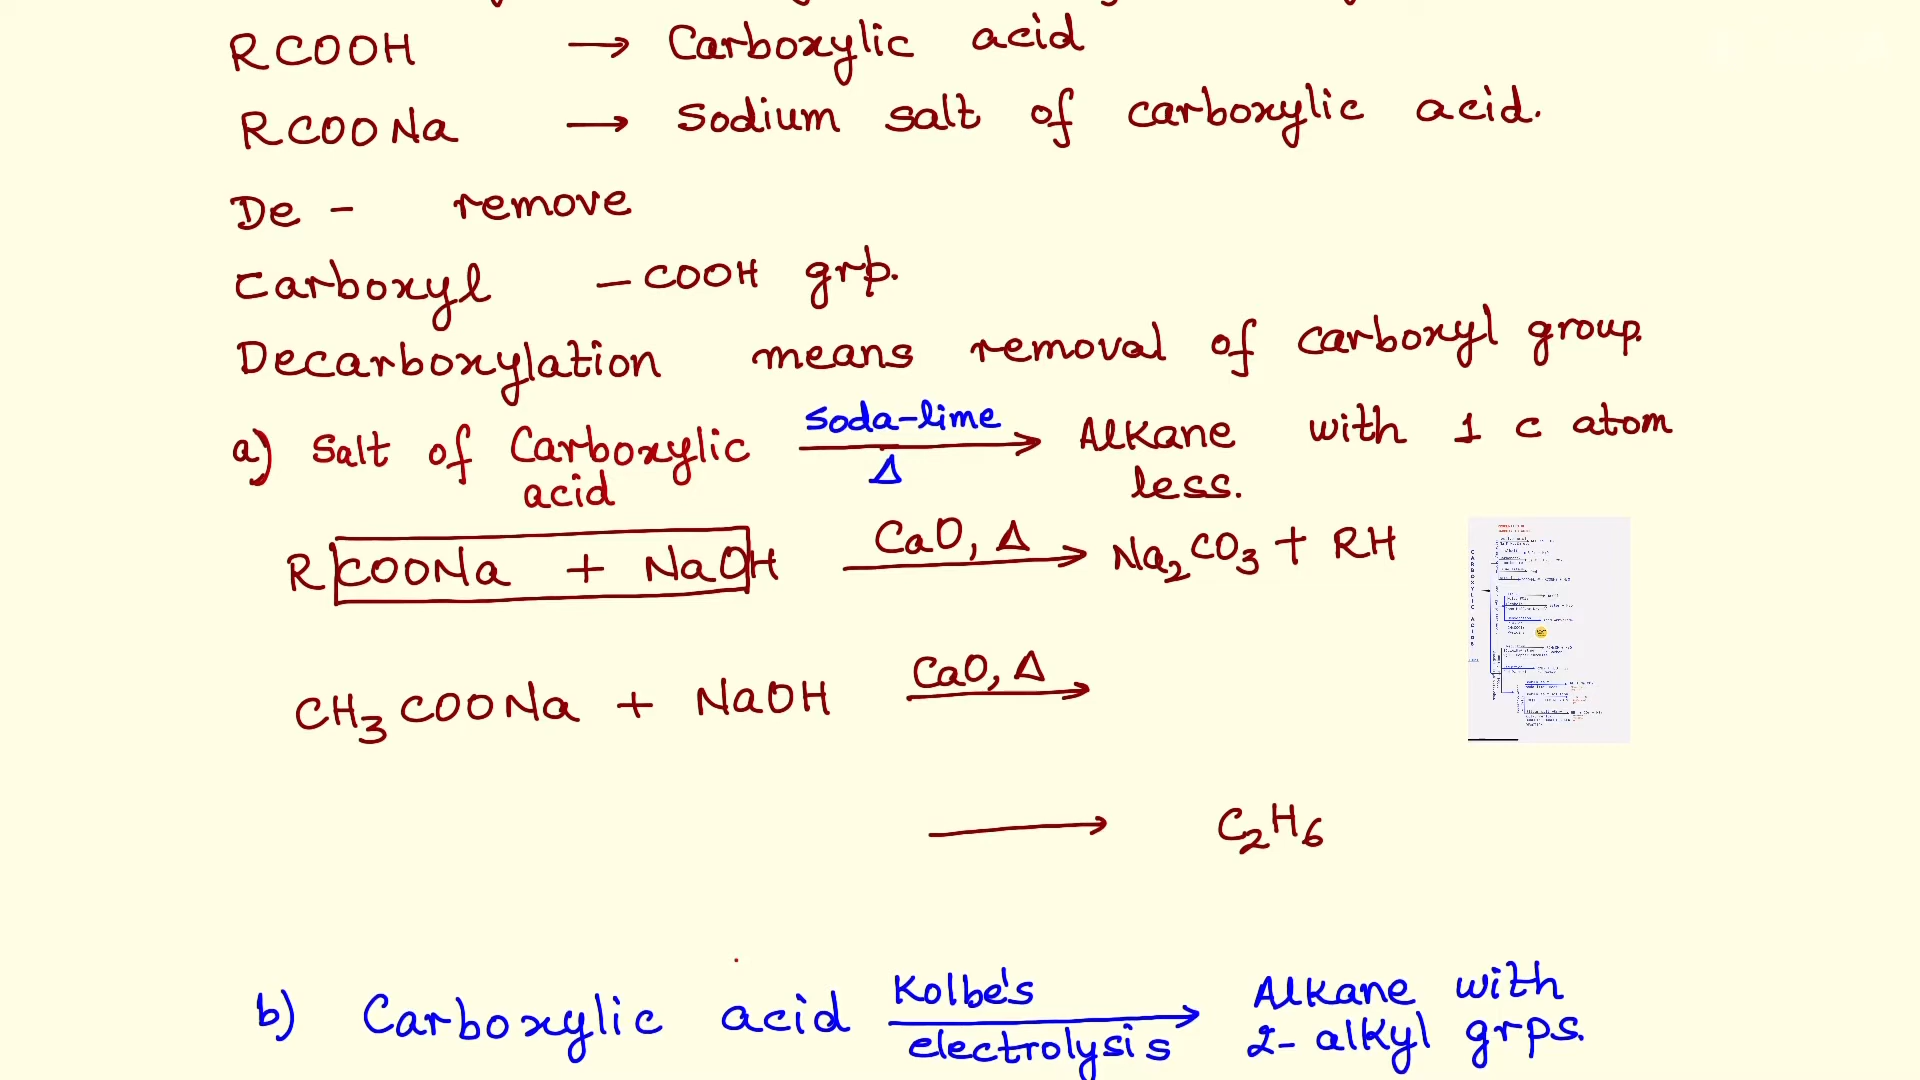 RCOOH → Carboxylic acid
RCOONa → Sodium salt of carboxylic acid.
De - remove
Carboxyl -COOH grp.
Decarboxylation means removal of carboxyl group.
a) Salt of Carboxylic acid soda-lime Δ → Alkane with 1 c atom less.
RCOONa + NaOH CaO, Δ → Na₂CO₃ + RH
CH₃COONa + NaOH CaO, Δ →
→ C₂H₆
b) Carboxylic acid Kolbe's electrolysis → Alkane with 2- alkyl grps.